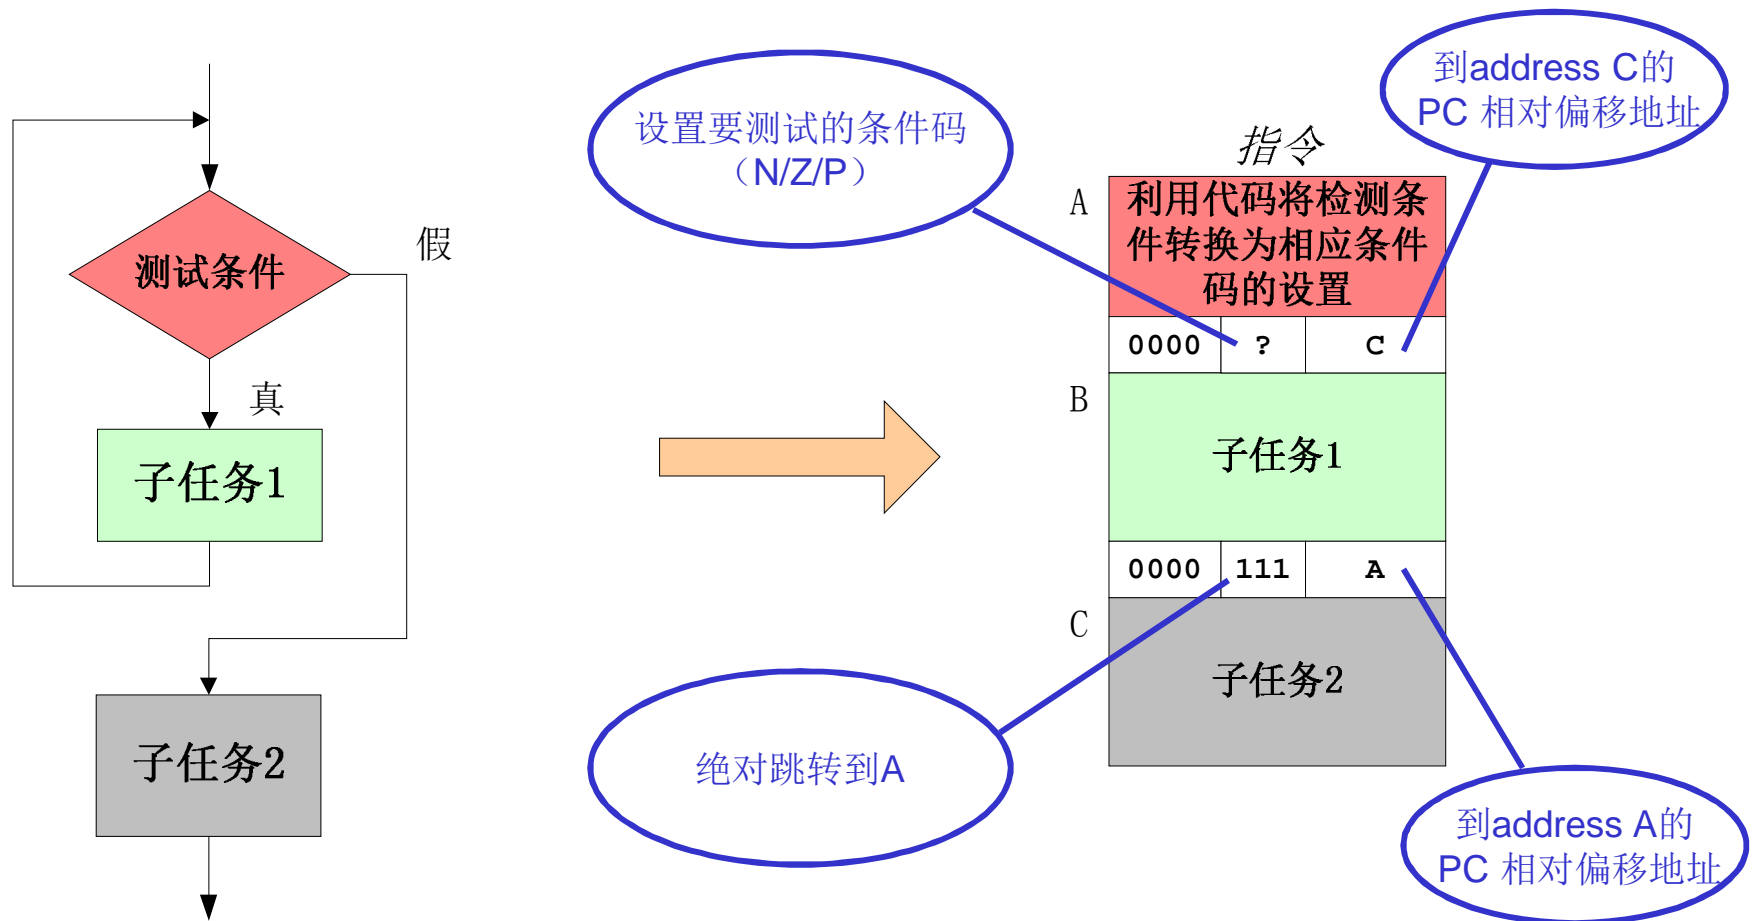 测试条件
假
真
子任务1
子任务2
设置要测试的条件码
（N/Z/P）
到address C的
PC 相对偏移地址
指令
A
利用代码将检测条
件转换为相应条件
码的设置
0000 ? C
B
子任务1
0000 111 A
C
子任务2
绝对跳转到A
到address A的
PC 相对偏移地址